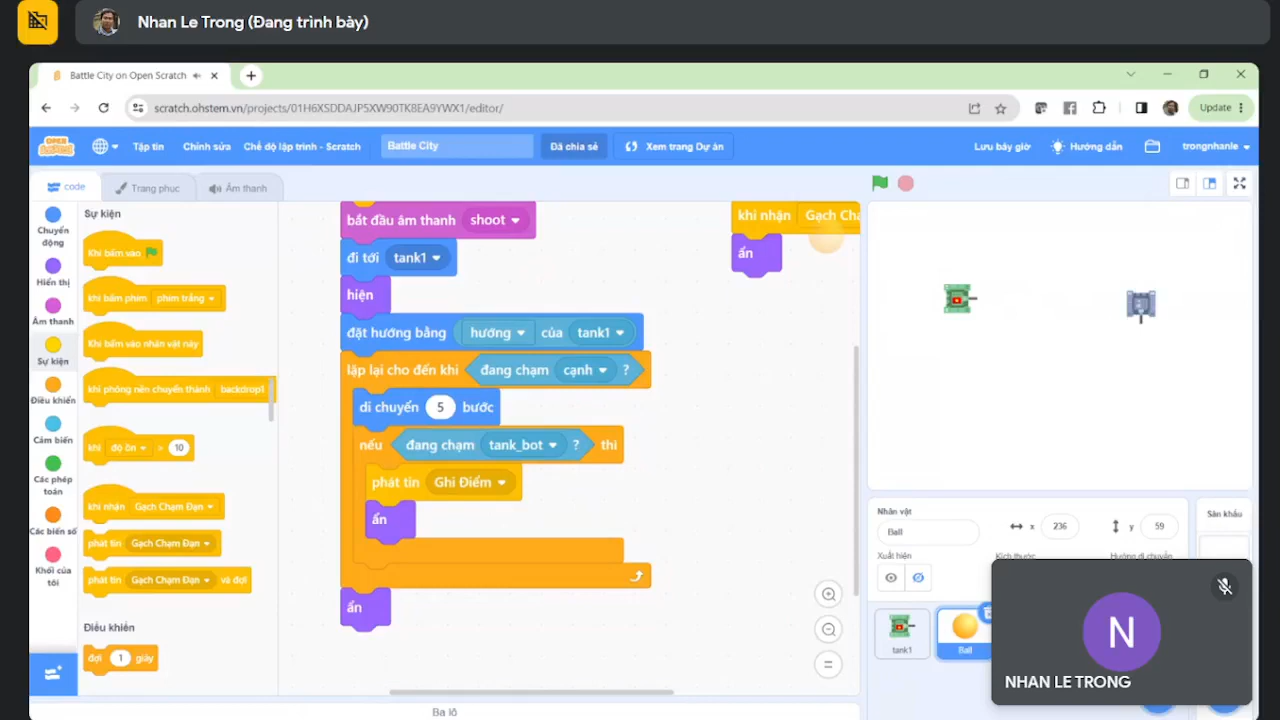 Nhan Le Trong (Đang trình bày)
Battle City on Open Scratch
scratch.ohstem.vn/projects/01H6XSDDAJP5XW90TK8EA9YWX1/editor/
Update
Tập tin
Chỉnh sửa
Chế độ lập trình - Scratch
Battle City
Đã chia sẻ
Xem trang Dự án
Lưu bây giờ
Hướng dẫn
trongnhanle
code
Trang phục
Âm thanh
Chuyển động
Hiển thị
Âm thanh
Sự kiện
Điều khiển
Cảm biến
Các phép toán
Các biến số
Khối của tôi
Sự kiện
Khi bấm vào
khi bấm phím phím trắng
Khi bấm vào nhân vật này
khi phông nền chuyển thành backdrop1
khi độ ồn > 10
khi nhận Gạch Chạm Đạn
phát tin Gạch Chạm Đạn
phát tin Gạch Chạm Đạn và đợi
Điều khiển
đợi 1 giây
bắt đầu âm thanh shoot
đi tới tank1
hiện
đặt hướng bằng hướng của tank1
lặp lại cho đến khi đang chạm cạnh ?
di chuyển 5 bước
nếu đang chạm tank_bot ? thì
phát tin Ghi Điểm
ẩn
ẩn
khi nhận Gạch Chạ
ẩn
Ba lô
Nhân vật
Ball
x 236
y 59
Xuất hiện
Kích thước
Hướng di chuyển
Sân khấu
tank1
Ball
N
NHAN LE TRONG